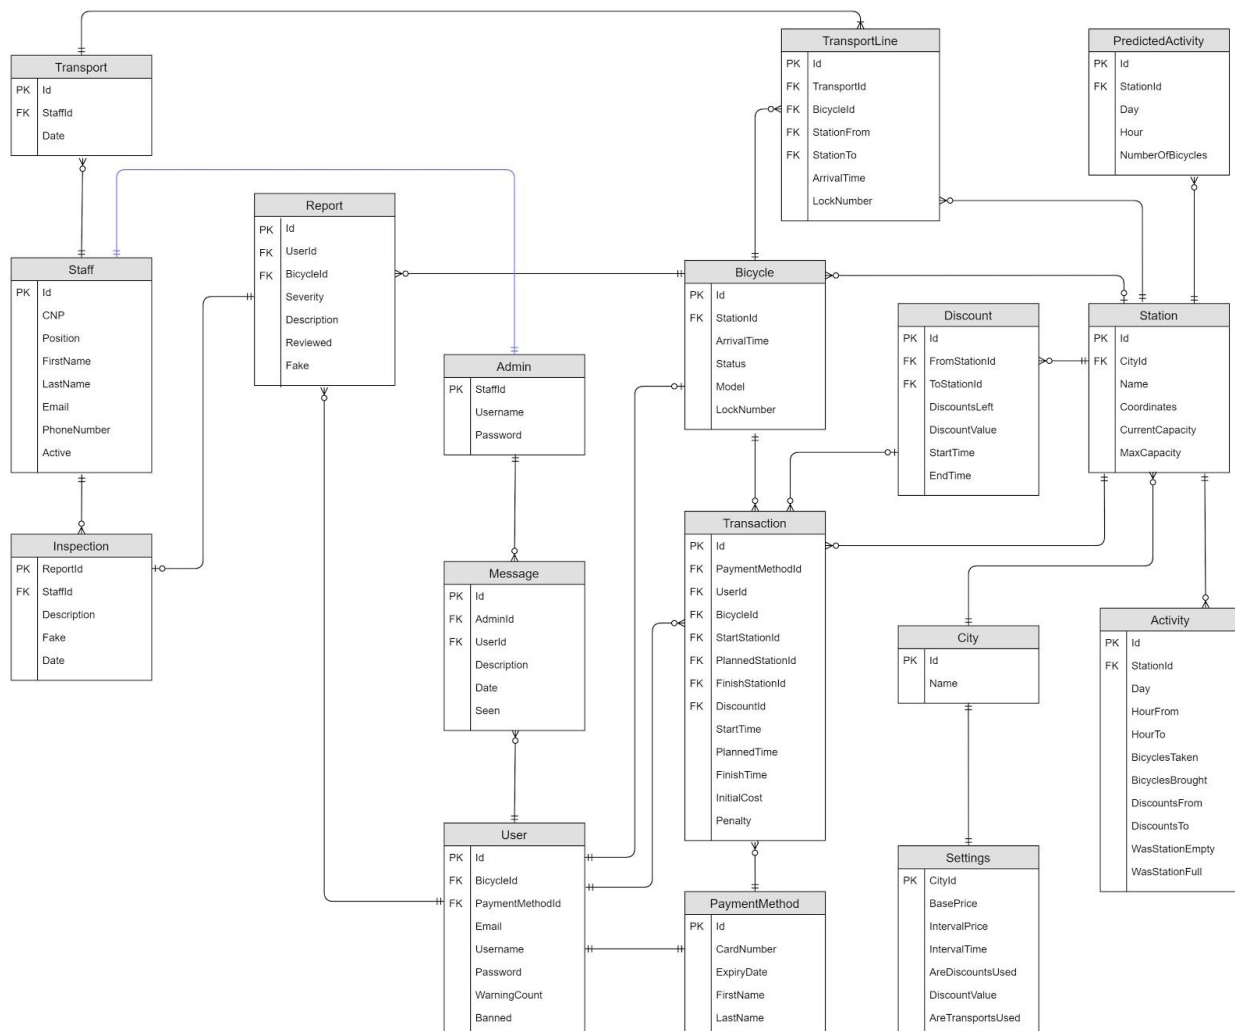 Transport
PK Id
FK StaffId
Date
TransportLine
PK Id
FK TransportId
FK BicycleId
FK StationFrom
FK StationTo
ArrivalTime
LockNumber
PredictedActivity
PK Id
FK StationId
Day
Hour
NumberOfBicycles
Report
PK Id
FK UserId
FK BicycleId
Severity
Description
Reviewed
Fake
Staff
PK Id
CNP
Position
FirstName
LastName
Email
PhoneNumber
Active
Bicycle
PK Id
FK StationId
ArrivalTime
Status
Model
LockNumber
Discount
PK Id
FK FromStationId
FK ToStationId
DiscountsLeft
DiscountValue
StartTime
EndTime
Station
PK Id
FK CityId
Name
Coordinates
CurrentCapacity
MaxCapacity
Admin
PK StaffId
Username
Password
Inspection
PK ReportId
FK StaffId
Description
Fake
Date
Message
PK Id
FK AdminId
FK UserId
Description
Date
Seen
Transaction
PK Id
FK PaymentMethodId
FK UserId
FK BicycleId
FK StartStationId
FK PlannedStationId
FK FinishStationId
FK DiscountId
StartTime
PlannedTime
FinishTime
InitialCost
Penalty
City
PK Id
Name
Activity
PK Id
FK StationId
Day
HourFrom
HourTo
BicyclesTaken
BicyclesBrought
DiscountsFrom
DiscountsTo
WasStationEmpty
WasStationFull
User
PK Id
FK BicycleId
FK PaymentMethodId
Email
Username
Password
WarningCount
Banned
PaymentMethod
PK Id
CardNumber
ExpiryDate
FirstName
LastName
Settings
PK CityId
BasePrice
IntervalPrice
IntervalTime
AreDiscountsUsed
DiscountValue
AreTransportsUsed